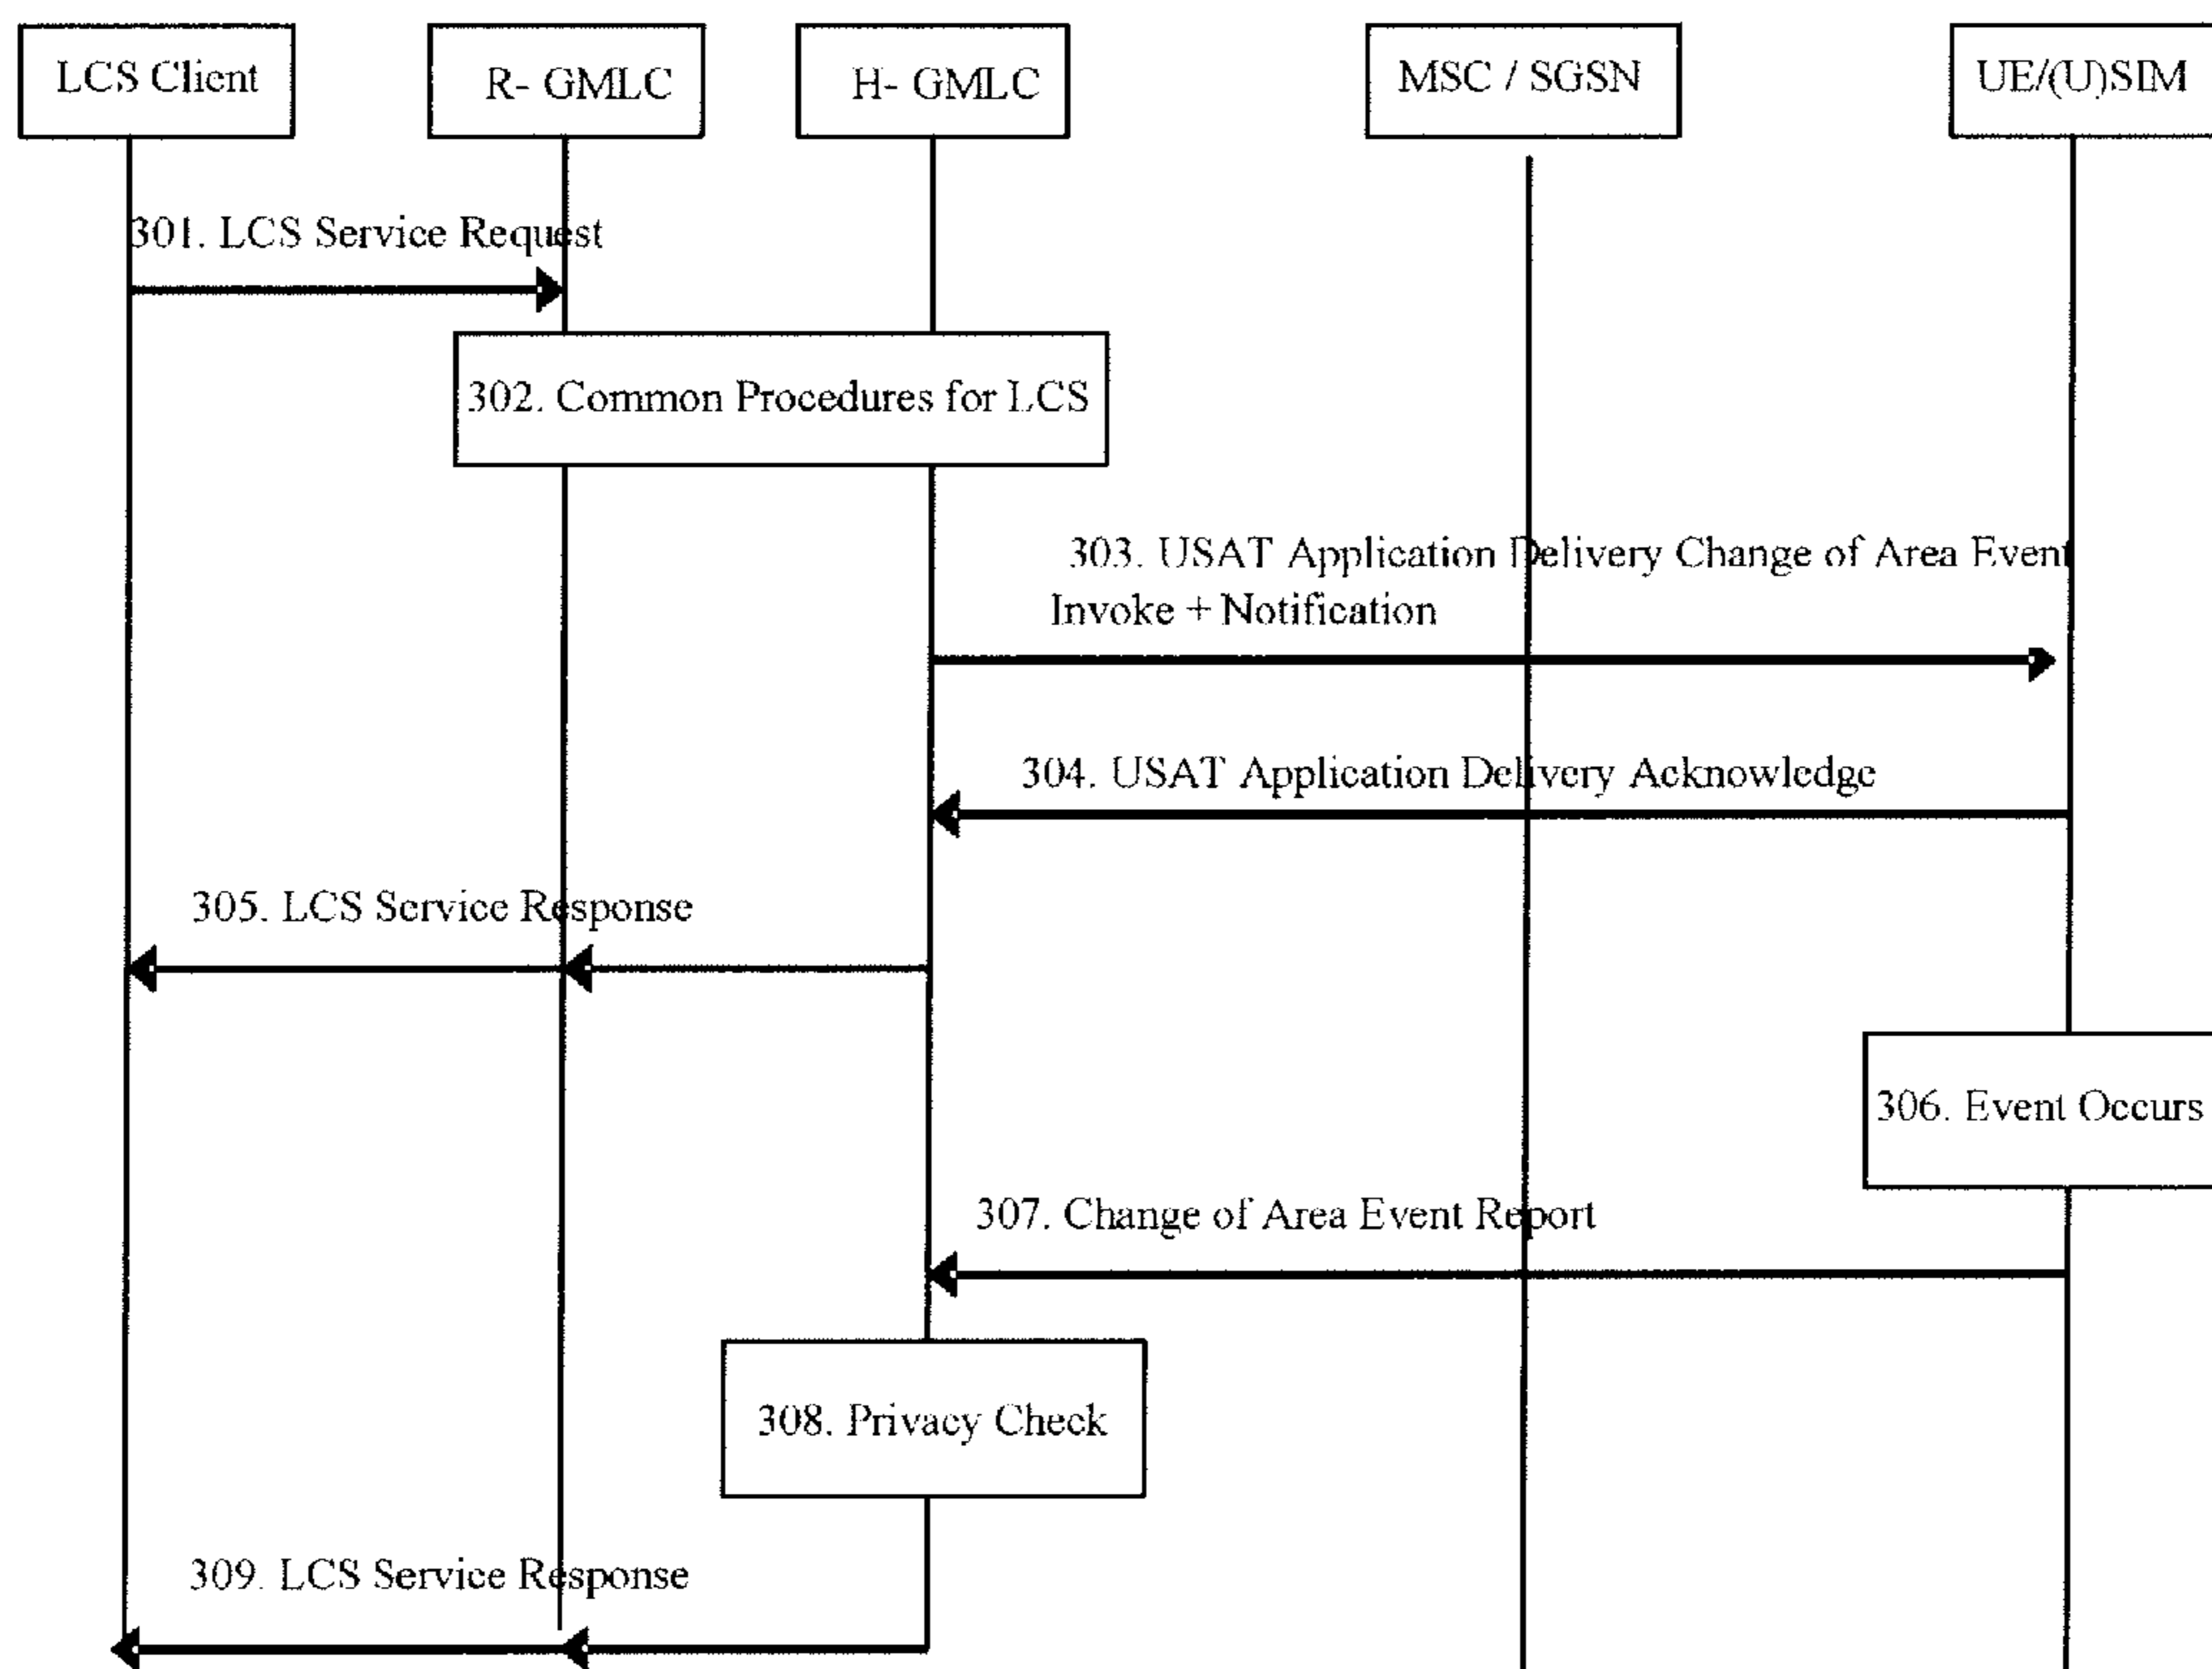 LCS Client
R- GMLC
H- GMLC
MSC / SGSN
UE/(U)SIM
301. LCS Service Request
302. Common Procedures for LCS
303. USAT Application Delivery Change of Area Event
Invoke + Notification
304. USAT Application Delivery Acknowledge
305. LCS Service Response
306. Event Occurs
307. Change of Area Event Report
308. Privacy Check
309. LCS Service Response